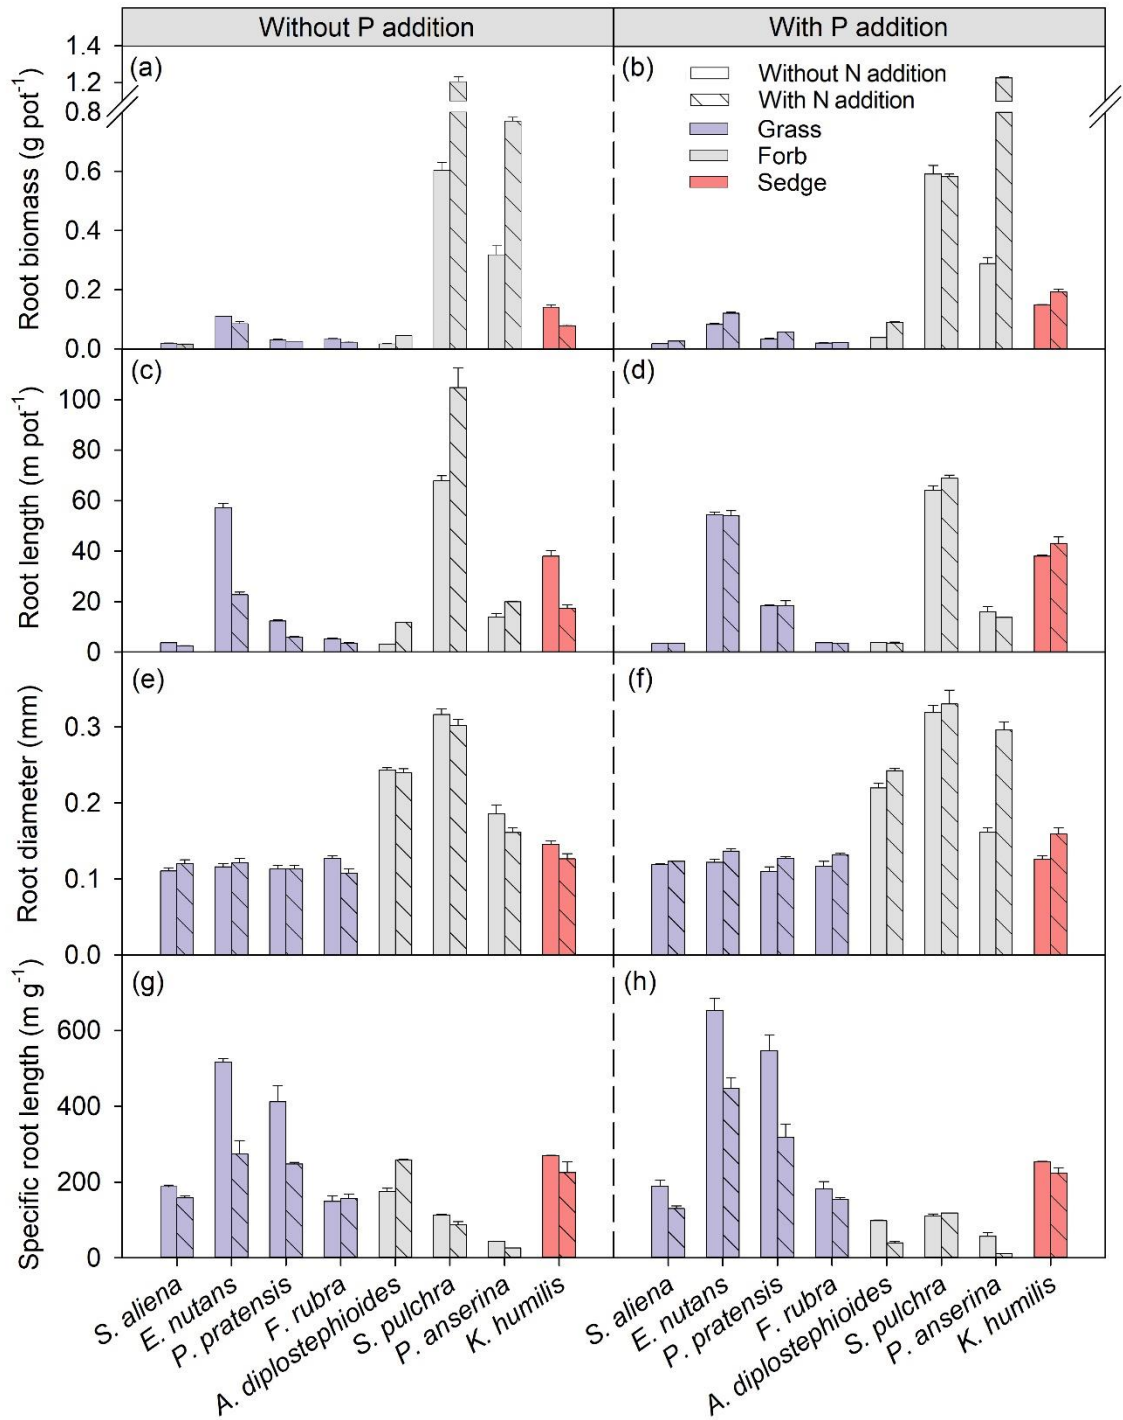 Without P addition
With P addition
Root biomass (g pot⁻¹)
1.4
1.2
0.8
0.6
0.4
0.2
0.0
(a)
(b)
Without N addition
With N addition
Grass
Forb
Sedge
Root length (m pot⁻¹)
100
80
60
40
20
0
(c)
(d)
Root diameter (mm)
0.3
0.2
0.1
0.0
(e)
(f)
Specific root length (m g⁻¹)
600
400
200
0
(g)
(h)
S. aliena
E. nutans
P. pratensis
F. rubra
A. diplostephioides
S. pulchra
P. anserina
K. humilis
S. aliena
E. nutans
P. pratensis
F. rubra
A. diplostephioides
S. pulchra
P. anserina
K. humilis